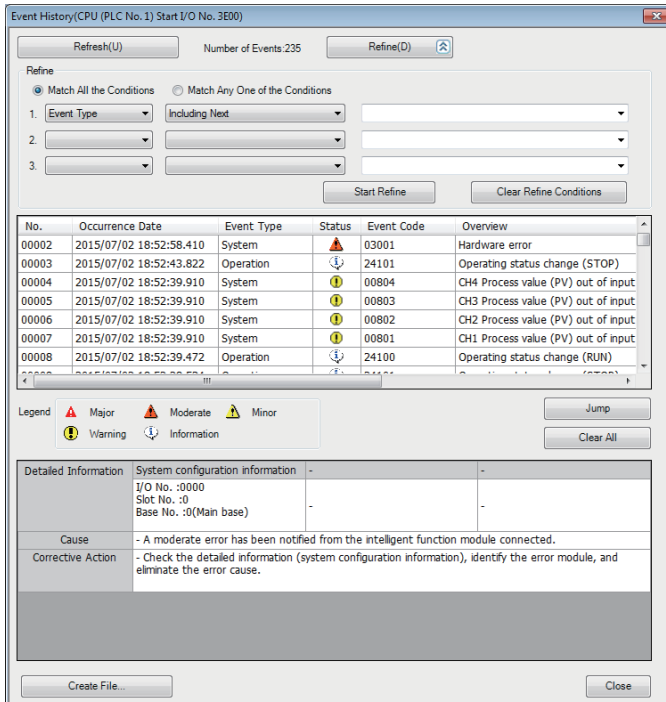 Event History(CPU (PLC No. 1) Start I/O No. 3E00)
Refresh(U) Number of Events:235 Refine(D)
Refine
Match All the Conditions Match Any One of the Conditions
1. Event Type Including Next
2.
3.
Start Refine Clear Refine Conditions
No. Occurrence Date Event Type Status Event Code Overview
00002 2015/07/02 18:52:58.410 System 03001 Hardware error
00003 2015/07/02 18:52:43.822 Operation 24101 Operating status change (STOP)
00004 2015/07/02 18:52:39.910 System 00804 CH4 Process value (PV) out of input
00005 2015/07/02 18:52:39.910 System 00803 CH3 Process value (PV) out of input
00006 2015/07/02 18:52:39.910 System 00802 CH2 Process value (PV) out of input
00007 2015/07/02 18:52:39.910 System 00801 CH1 Process value (PV) out of input
00008 2015/07/02 18:52:39.472 Operation 24100 Operating status change (RUN)
Legend Major Moderate Minor
Warning Information
Jump
Clear All
Detailed Information System configuration information - -
I/O No. :0000
Slot No. :0
Base No. :0(Main base)
- -
Cause - A moderate error has been notified from the intelligent function module connected.
Corrective Action - Check the detailed information (system configuration information), identify the error module, and
eliminate the error cause.
Create File... Close